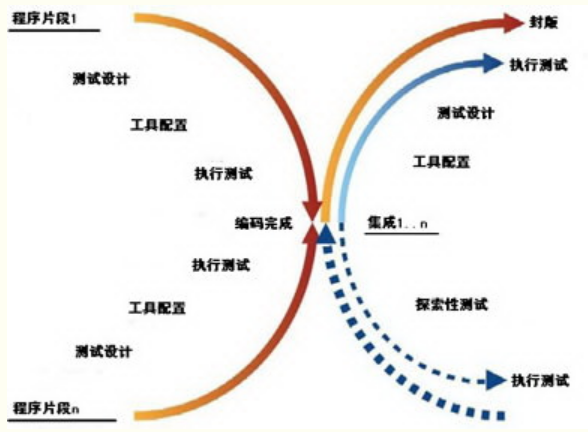 程序片段1
测试设计
工具配置
执行测试
编码完成
执行测试
工具配置
测试设计
程序片段n
封版
执行测试
测试设计
工具配置
集成1..n
探索性测试
执行测试